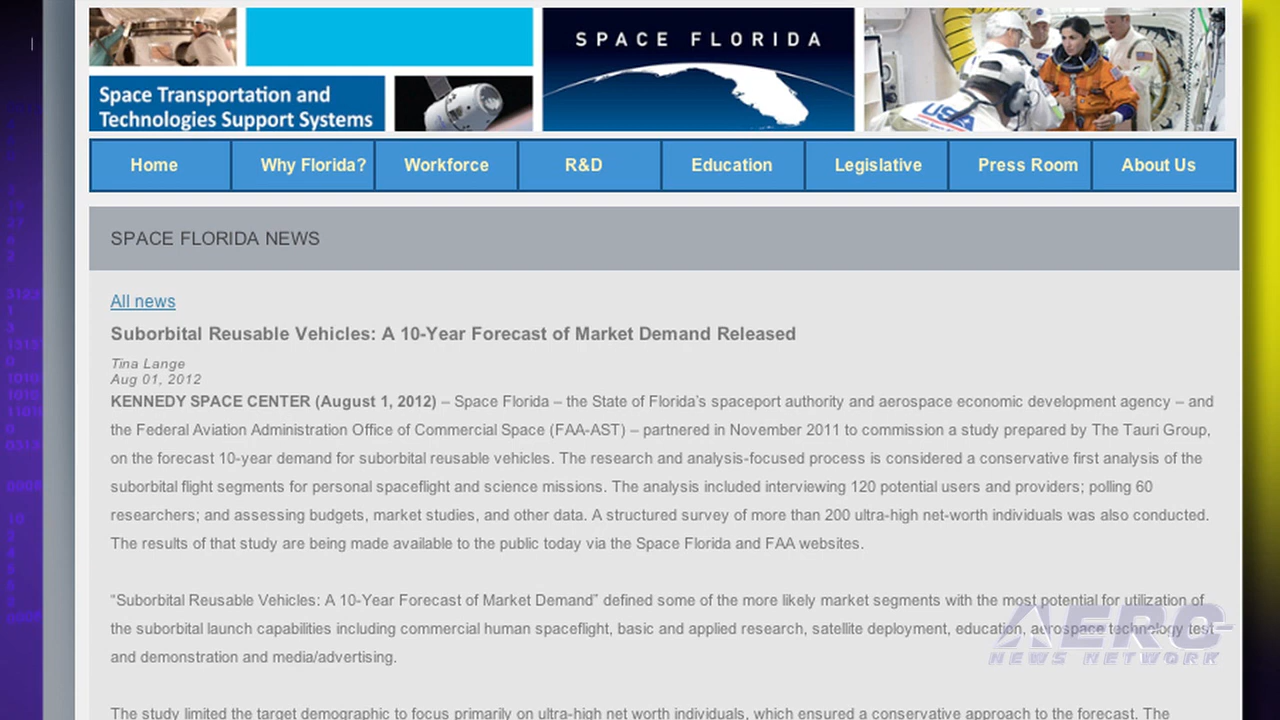 SPACE FLORIDA
Space Transportation and
Technologies Support Systems
USA
Home Why Florida? Workforce R&D Education Legislative Press Room About Us
SPACE FLORIDA NEWS
All news
Suborbital Reusable Vehicles: A 10-Year Forecast of Market Demand Released
Tina Lange
Aug 01, 2012
KENNEDY SPACE CENTER (August 1, 2012) – Space Florida – the State of Florida's spaceport authority and aerospace economic development agency – and
the Federal Aviation Administration Office of Commercial Space (FAA-AST) – partnered in November 2011 to commission a study prepared by The Tauri Group,
on the forecast 10-year demand for suborbital reusable vehicles. The research and analysis-focused process is considered a conservative first analysis of the
suborbital flight segments for personal spaceflight and science missions. The analysis included interviewing 120 potential users and providers; polling 60
researchers; and assessing budgets, market studies, and other data. A structured survey of more than 200 ultra-high net-worth individuals was also conducted.
The results of that study are being made available to the public today via the Space Florida and FAA websites.
“Suborbital Reusable Vehicles: A 10-Year Forecast of Market Demand” defined some of the more likely market segments with the most potential for utilization of
the suborbital launch capabilities including commercial human spaceflight, basic and applied research, satellite deployment, education, aerospace technology test
and demonstration and media/advertising.
AERO-
NEWS NETWORK
The study limited the target demographic to focus primarily on ultra-high net worth individuals, which ensured a conservative approach to the forecast. The